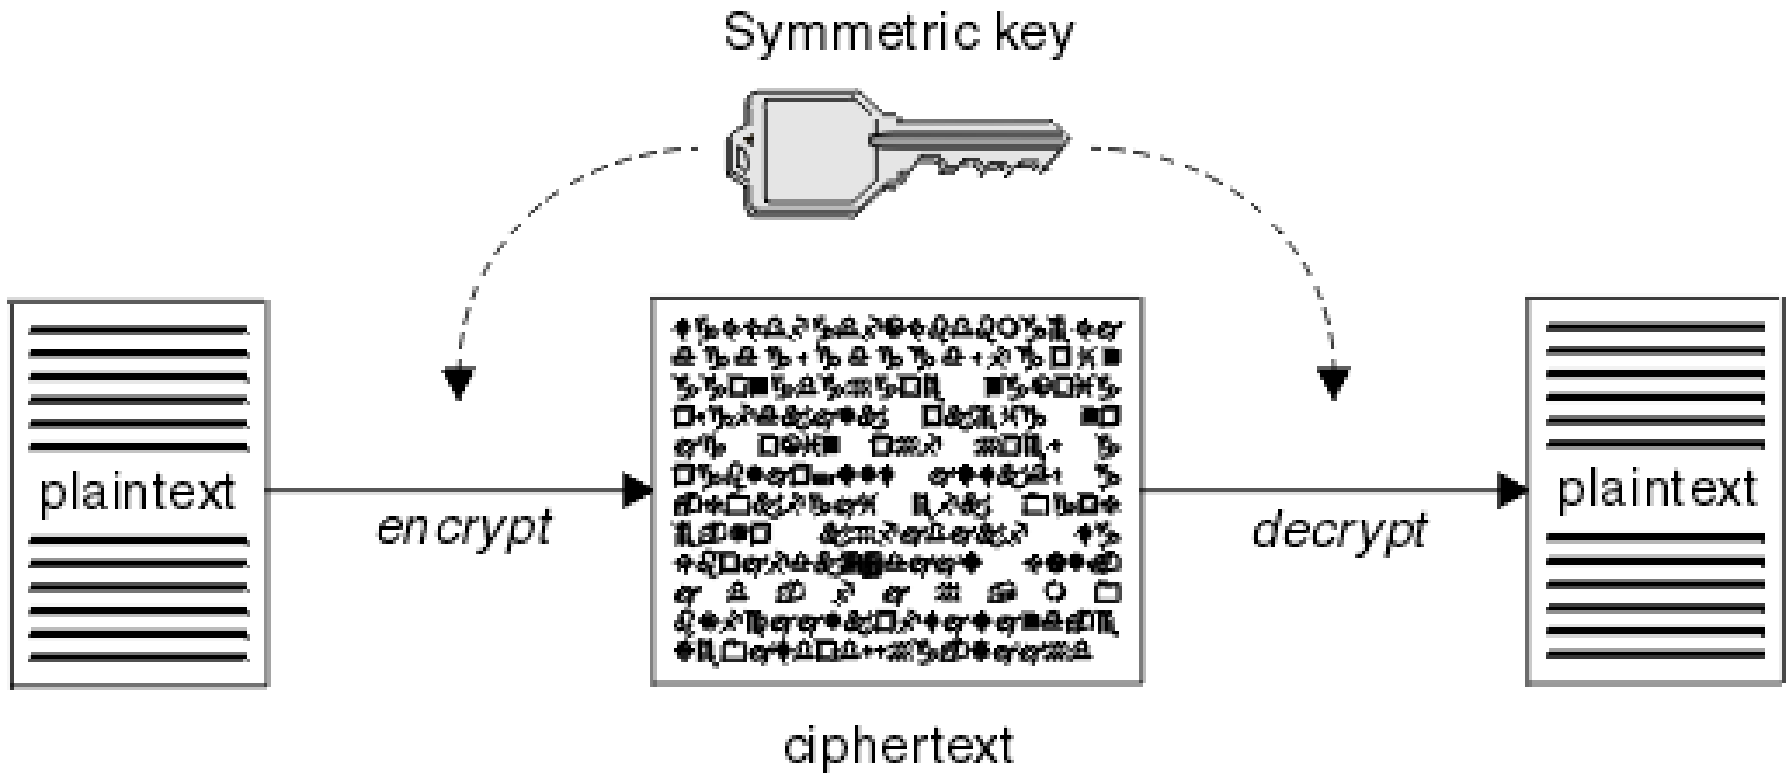 Symmetric key
plaintext
encrypt
decrypt
plaintext
ciphertext